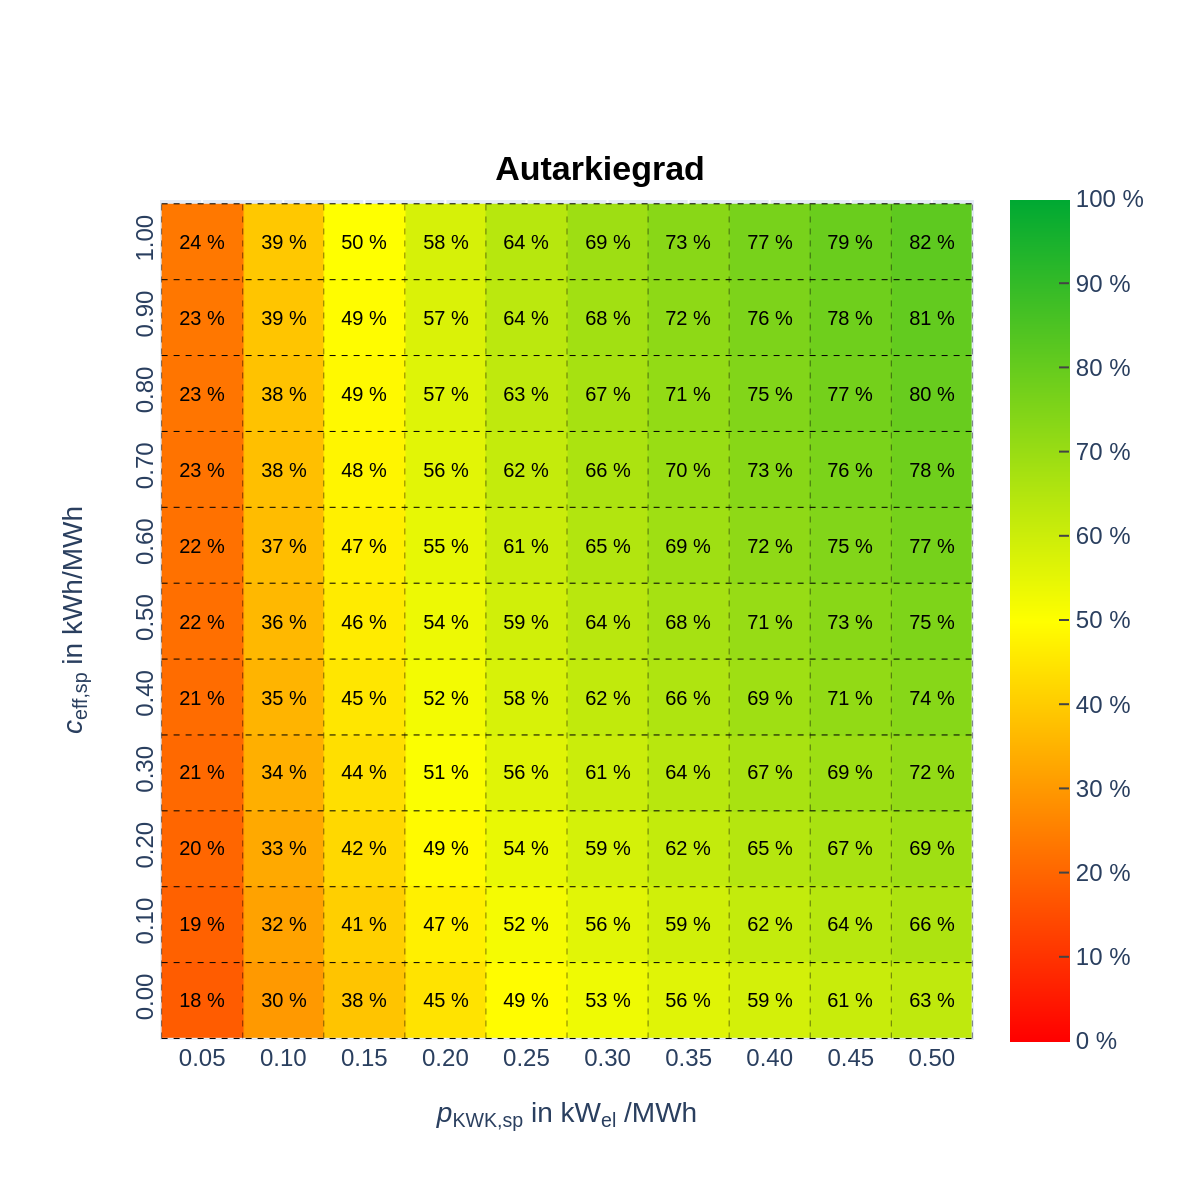 Autarkiegrad
1.00 24 % 39 % 50 % 58 % 64 % 69 % 73 % 77 % 79 % 82 %
0.90 23 % 39 % 49 % 57 % 64 % 68 % 72 % 76 % 78 % 81 %
0.80 23 % 38 % 49 % 57 % 63 % 67 % 71 % 75 % 77 % 80 %
0.70 23 % 38 % 48 % 56 % 62 % 66 % 70 % 73 % 76 % 78 %
0.60 22 % 37 % 47 % 55 % 61 % 65 % 69 % 72 % 75 % 77 %
0.50 22 % 36 % 46 % 54 % 59 % 64 % 68 % 71 % 73 % 75 %
0.40 21 % 35 % 45 % 52 % 58 % 62 % 66 % 69 % 71 % 74 %
0.30 21 % 34 % 44 % 51 % 56 % 61 % 64 % 67 % 69 % 72 %
0.20 20 % 33 % 42 % 49 % 54 % 59 % 62 % 65 % 67 % 69 %
0.10 19 % 32 % 41 % 47 % 52 % 56 % 59 % 62 % 64 % 66 %
0.00 18 % 30 % 38 % 45 % 49 % 53 % 56 % 59 % 61 % 63 %
0.05 0.10 0.15 0.20 0.25 0.30 0.35 0.40 0.45 0.50
c eff,sp in kWh/MWh
p KWK,sp in kW el /MWh
100 %
90 %
80 %
70 %
60 %
50 %
40 %
30 %
20 %
10 %
0 %